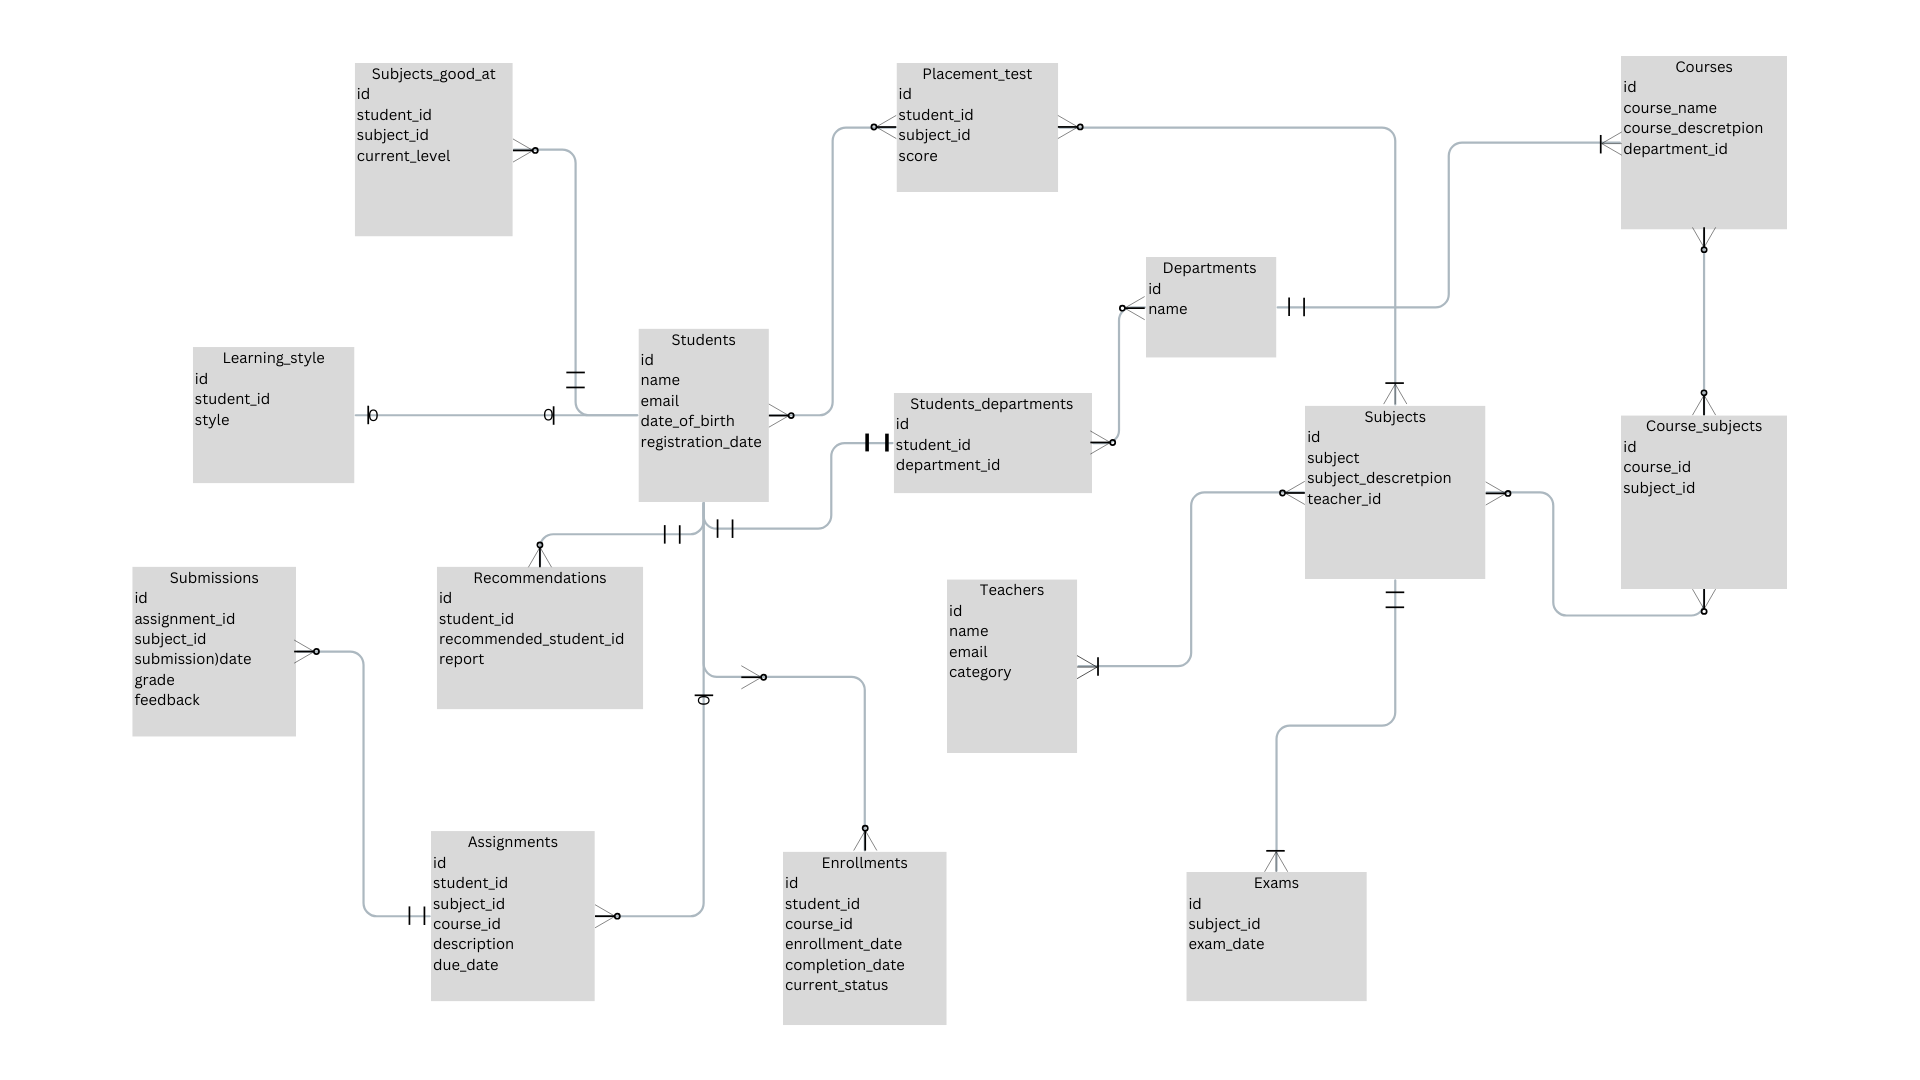 Subjects_good_at
id
student_id
subject_id
current_level
Placement_test
id
student_id
subject_id
score
Courses
id
course_name
course_descretpion
department_id
Departments
id
name
Learning_style
id
student_id
style
Students
id
name
email
date_of_birth
registration_date
Students_departments
id
student_id
department_id
Subjects
id
subject
subject_descretpion
teacher_id
Course_subjects
id
course_id
subject_id
Submissions
id
assignment_id
subject_id
submission)date
grade
feedback
Recommendations
id
student_id
recommended_student_id
report
Teachers
id
name
email
category
Assignments
id
student_id
subject_id
course_id
description
due_date
Enrollments
id
student_id
course_id
enrollment_date
completion_date
current_status
Exams
id
subject_id
exam_date